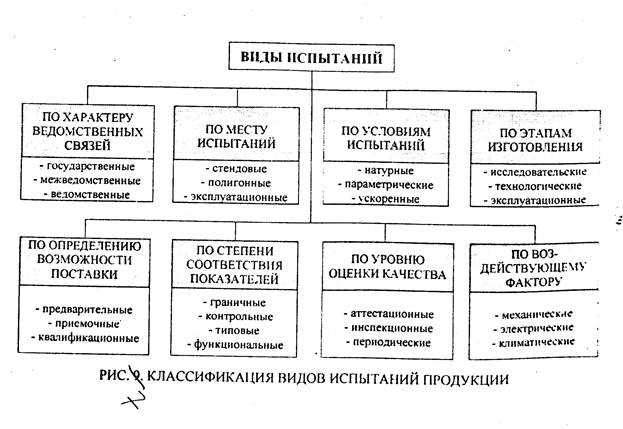 ВИДЫ ИСПЫТАНИЙ
ПО ХАРАКТЕРУ
ВЕДОМСТВЕННЫХ
СВЯЗЕЙ
- государственные
- межведомственные
- ведомственные
ПО МЕСТУ
ИСПЫТАНИЙ
- стендовые
- полигонные
- эксплуатационные
ПО УСЛОВИЯМ
ИСПЫТАНИЙ
- натурные
- параметрические
- ускоренные
ПО ЭТАПАМ
ИЗГОТОВЛЕНИЯ
- исследовательские
- технологические
- эксплуатационные
ПО ОПРЕДЕЛЕНИЮ
ВОЗМОЖНОСТИ
ПОСТАВКИ
- предварительные
- приемочные
- квалификационные
ПО СТЕПЕНИ
СООТВЕТСТВИЯ
ПОКАЗАТЕЛЕЙ
- граничные
- контрольные
- типовые
- функциональные
ПО УРОВНЮ
ОЦЕНКИ КАЧЕСТВА
- аттестационные
- инспекционные
- периодические
ПО ВОЗ-
ДЕЙСТВУЮЩЕМУ
ФАКТОРУ
- механические
- электрические
- климатические
РИС. 9. КЛАССИФИКАЦИЯ ВИДОВ ИСПЫТАНИЙ ПРОДУКЦИИ